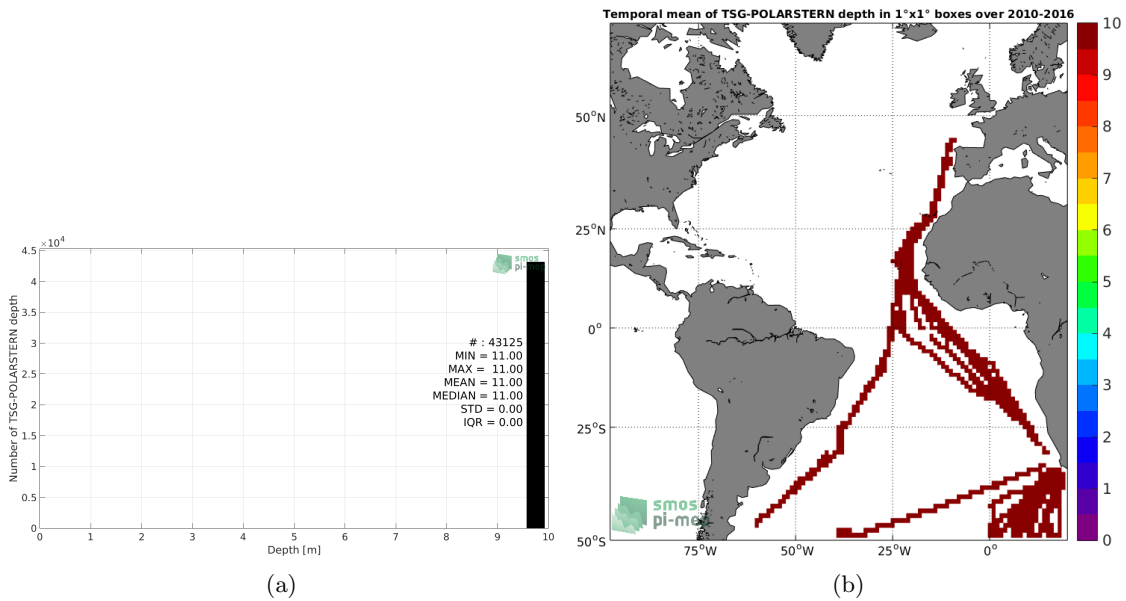 ×10⁴
4.5
4
3.5
3
2.5
2
1.5
1
0.5
0
Number of TSG-POLARSTERN depth
smos
pi-mep
# : 43125
MIN = 11.00
MAX = 11.00
MEAN = 11.00
MEDIAN = 11.00
STD = 0.00
IQR = 0.00
0 1 2 3 4 5 6 7 8 9 10
Depth [m]
(a)
Temporal mean of TSG-POLARSTERN depth in 1°x1° boxes over 2010-2016
50°N
25°N
0°
25°S
50°S
75°W 50°W 25°W 0°
smos
pi-mep
10
9
8
7
6
5
4
3
2
1
0
(b)